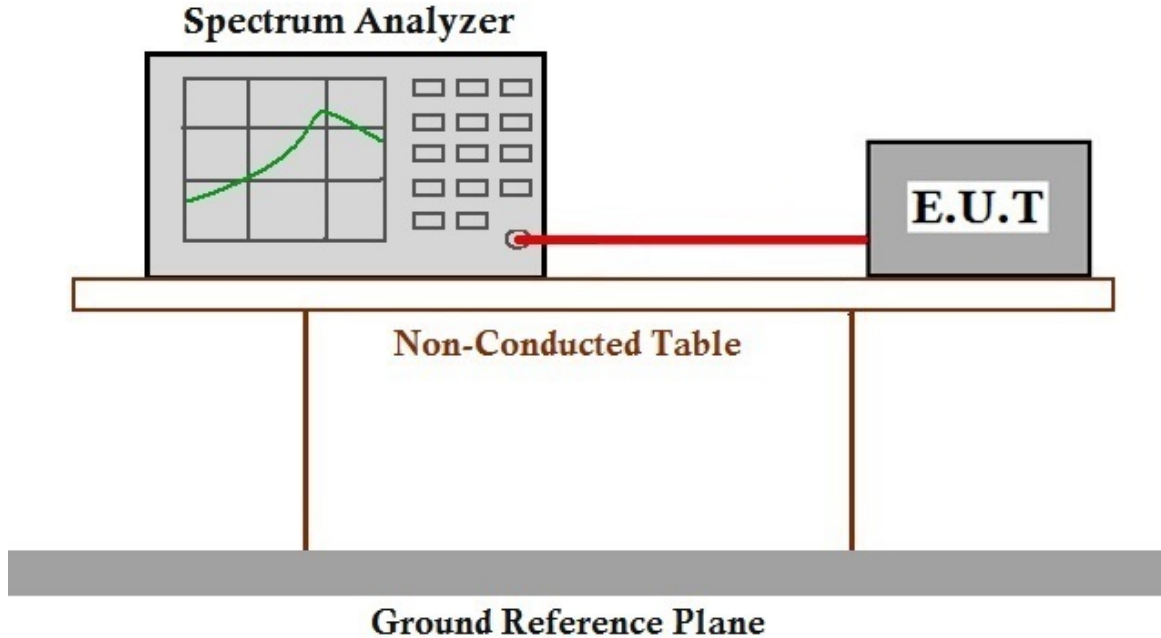 Spectrum Analyzer
E.U.T
Non-Conducted Table
Ground Reference Plane